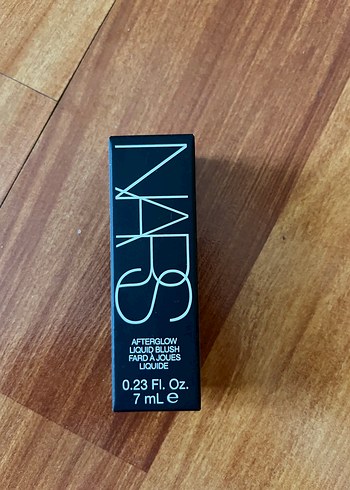 NARS
AFTERGLOW
LIQUID BLUSH
FARD À JOUES
LIQUIDE
0.23 Fl. Oz.
7 mL ℮